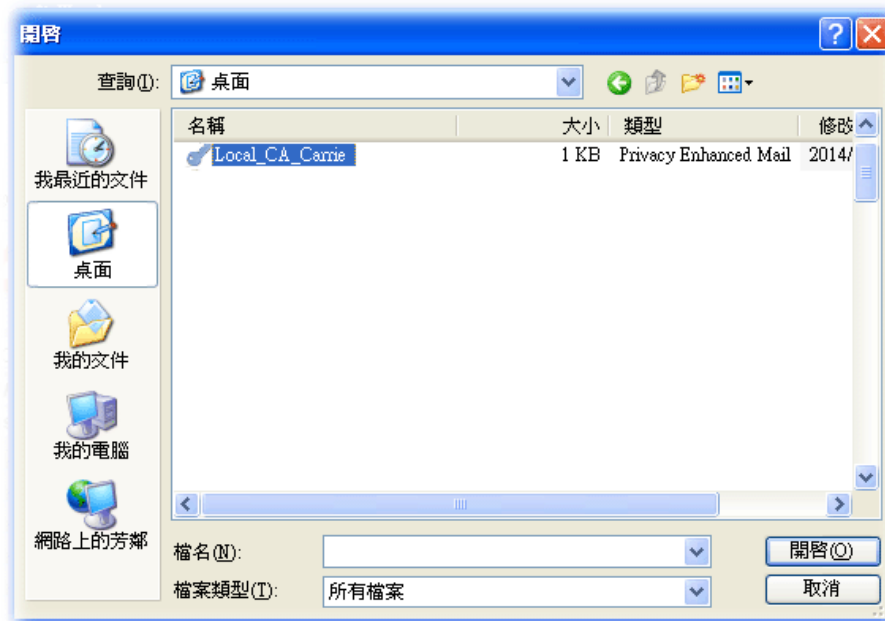 開啓
查詢(I): 桌面
名稱 大小 類型 修改
Local_CA_Carrie 1 KB Privacy Enhanced Mail 2014/
我最近的文件
桌面
我的文件
我的電腦
網路上的芳鄰
檔名(N): 開啓(O)
檔案類型(T): 所有檔案 取消